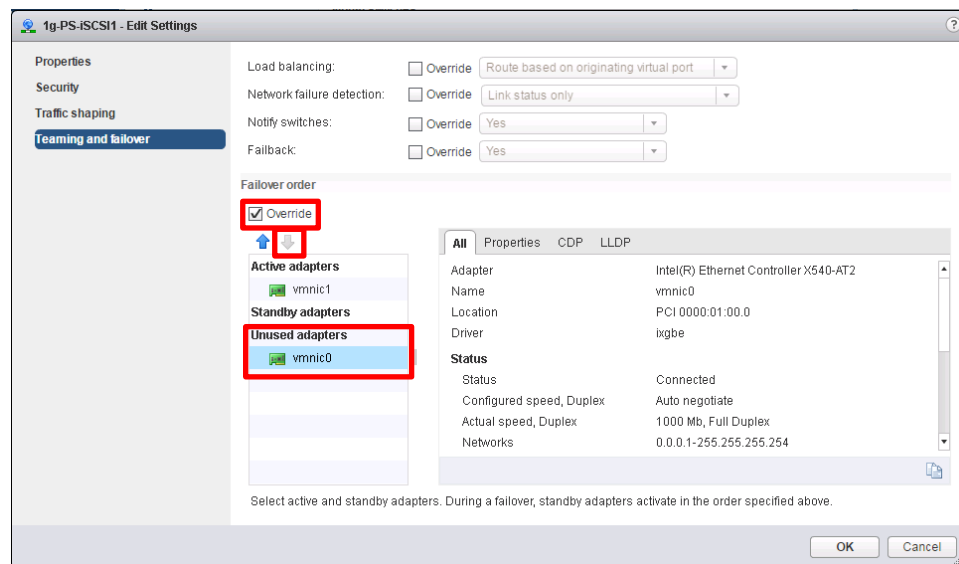 1g-PS-iSCSI1 - Edit Settings
?
Properties
Security
Traffic shaping
Teaming and failover
Load balancing: Override Route based on originating virtual port
Network failure detection: Override Link status only
Notify switches: Override Yes
Failback: Override Yes
Failover order
Override
Active adapters
vmnic1
Standby adapters
Unused adapters
vmnic0
All Properties CDP LLDP
Adapter Intel(R) Ethernet Controller X540-AT2
Name vmnic0
Location PCI 0000:01:00.0
Driver ixgbe
Status
Status Connected
Configured speed, Duplex Auto negotiate
Actual speed, Duplex 1000 Mb, Full Duplex
Networks 0.0.0.1-255.255.255.254
Select active and standby adapters. During a failover, standby adapters activate in the order specified above.
OK Cancel